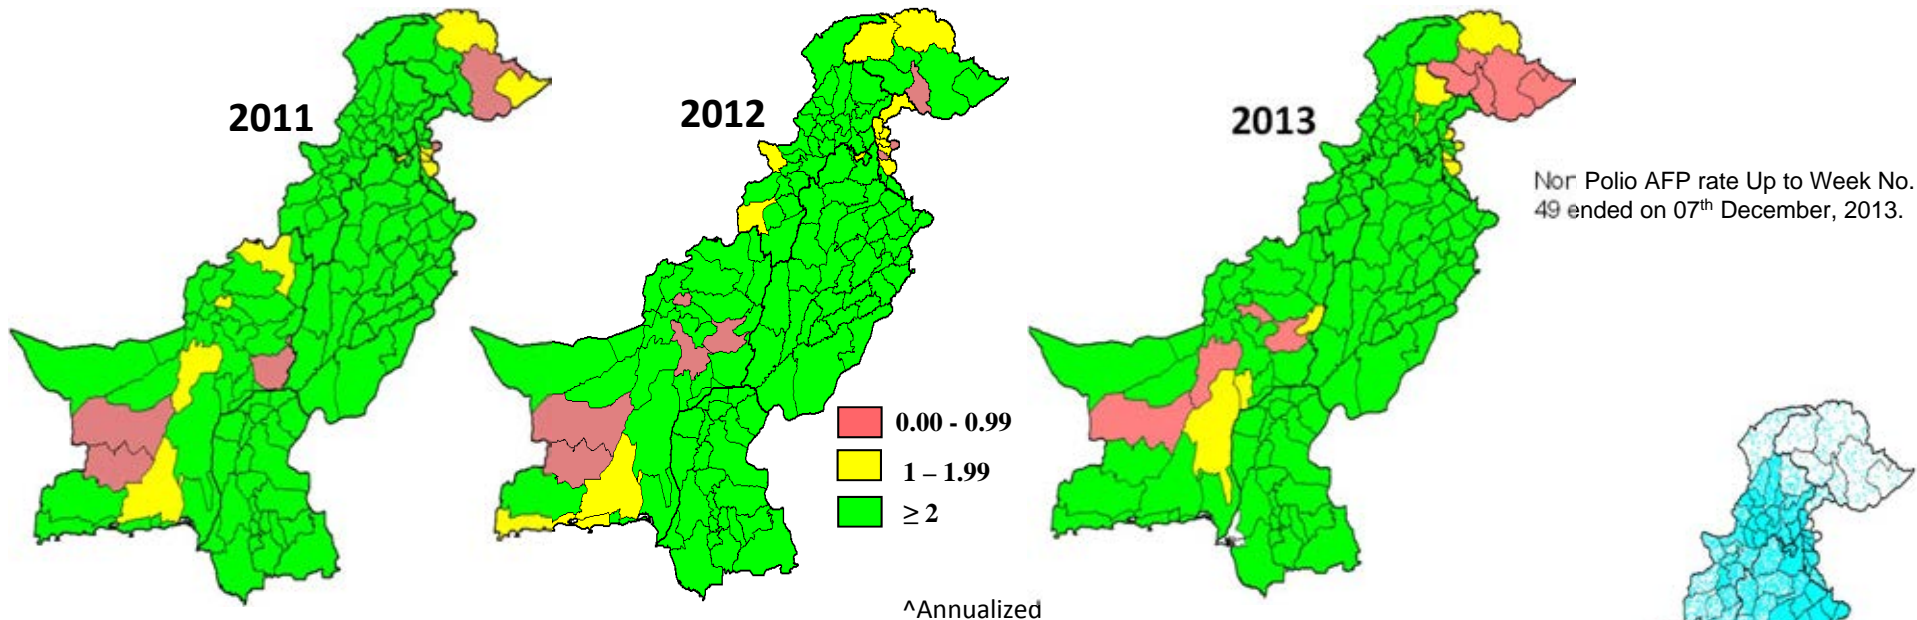 2011
2012
2013
Non Polio AFP rate Up to Week No.
49 ended on 07th December, 2013.
0.00 - 0.99
1 – 1.99
≥ 2
^Annualized